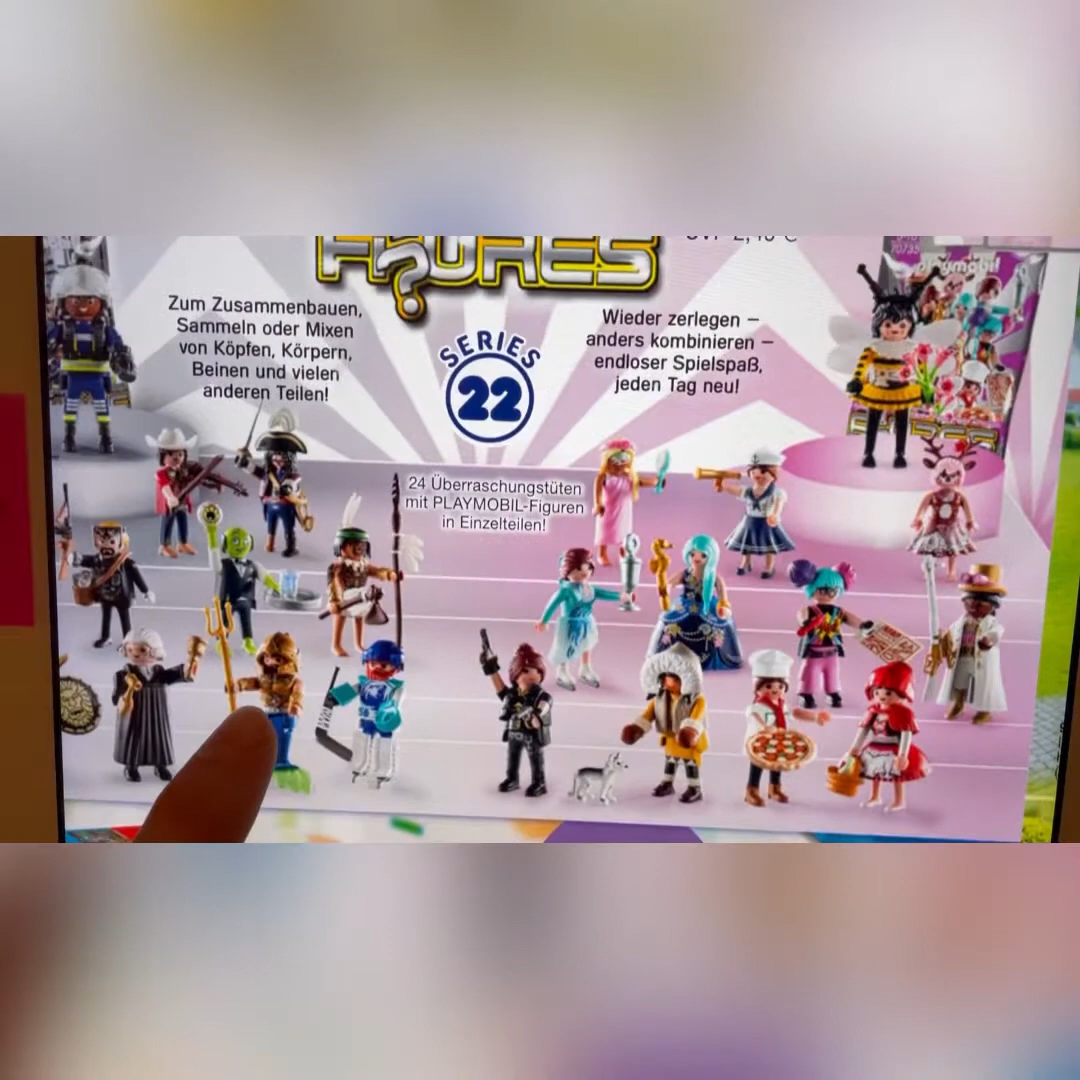 FIGURES
Zum Zusammenbauen,
Sammeln oder Mixen
von Köpfen, Körpern,
Beinen und vielen
anderen Teilen!
SERIES
22
Wieder zerlegen –
anders kombinieren –
endloser Spielspaß,
jeden Tag neu!
24 Überraschungstüten
mit PLAYMOBIL-Figuren
in Einzelteilen!
70735
playmobil